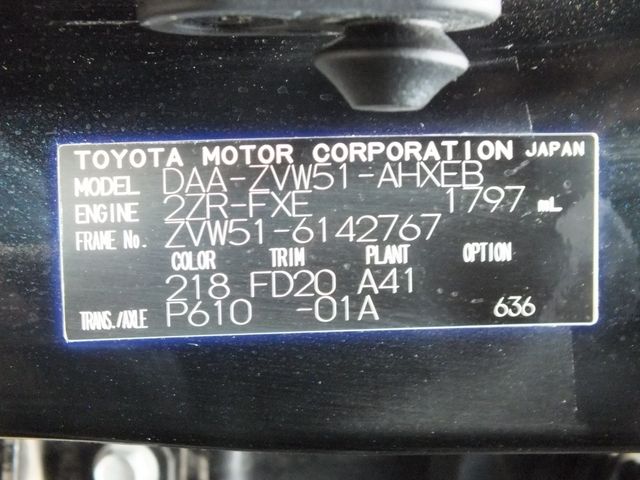 TOYOTA MOTOR CORPORATION JAPAN
MODEL DAA-ZVW51-AHXEB
ENGINE 2ZR-FXE 1797 mL
FRAME No. ZVW51-6142767
COLOR TRIM PLANT OPTION
218 FD20 A41
TRANS./AXLE P610 -01A 636